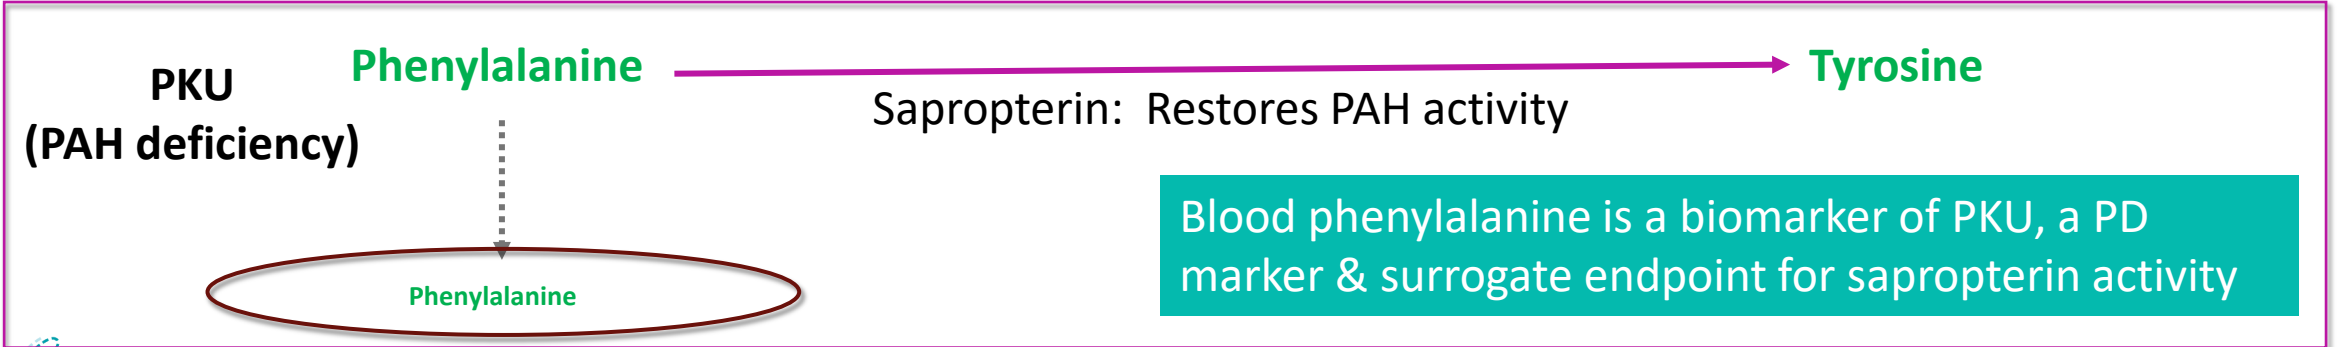 PKU
(PAH deficiency)
Phenylalanine
Tyrosine
Sapropterin:  Restores PAH activity
Blood phenylalanine is a biomarker of PKU, a PD
marker & surrogate endpoint for sapropterin activity
Phenylalanine